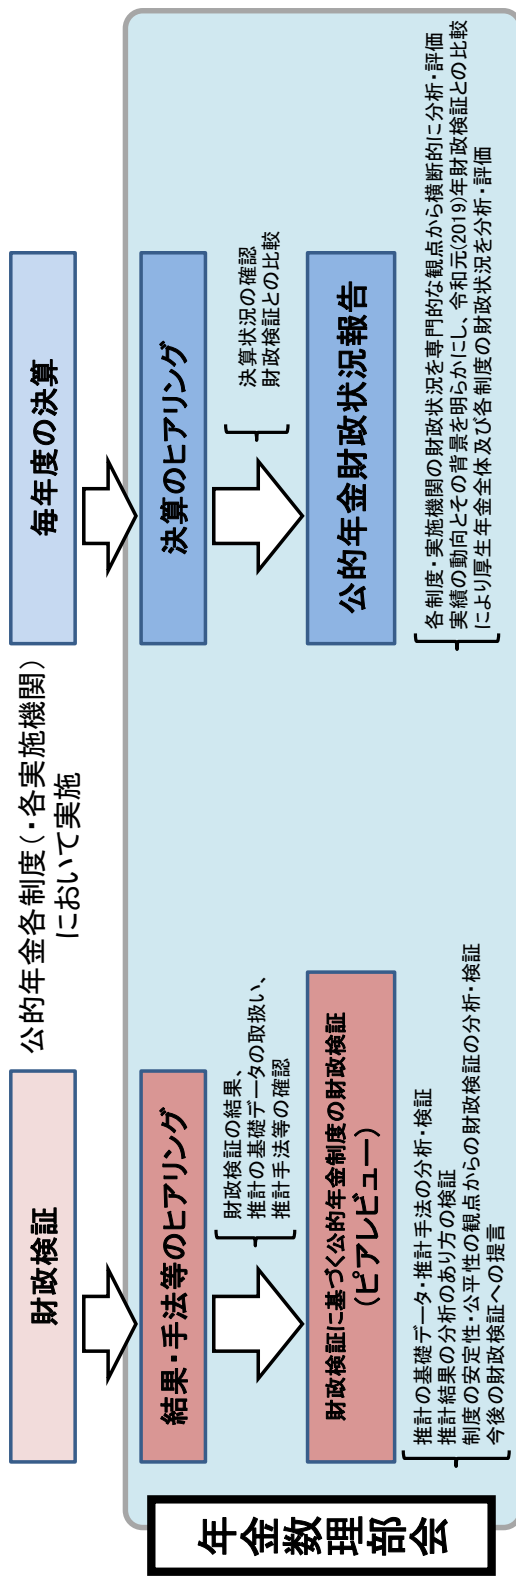 財政検証
公的年金各制度(・各実施機関)
において実施
毎年度の決算
年金数理部会
結果・手法等のヒアリング
財政検証の結果、
推計の基礎データの取扱い、
推計手法等の確認
財政検証に基づく公的年金制度の財政検証
(ピアレビュー)
推計の基礎データ・推計手法の分析・検証
推計結果の分析のあり方の検証
制度の安定性・公平性の観点からの財政検証の分析・検証
今後の財政検証への提言
決算のヒアリング
決算状況の確認
財政検証との比較
公的年金財政状況報告
各制度・実施機関の財政状況を専門的な観点から横断的に分析・評価
実績の動向とその背景を明らかにし、令和元(2019)年財政検証との比較
により厚生年金全体及び各制度の財政状況を分析・評価